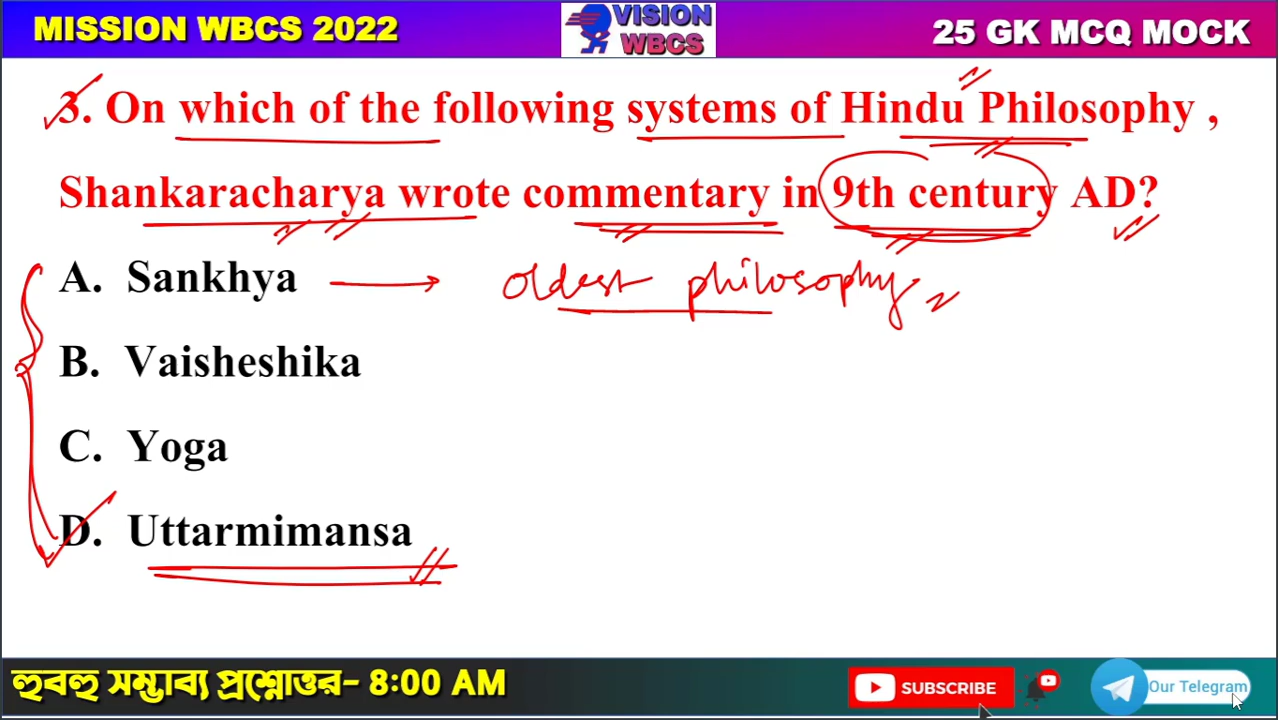 MISSION WBCS 2022
VISION
WBCS
25 GK MCQ MOCK
3. On which of the following systems of Hindu Philosophy ,
Shankaracharya wrote commentary in 9th century AD?
A. Sankhya → oldest philosophy
B. Vaisheshika
C. Yoga
D. Uttarmimansa
হুবহু সম্ভাব্য প্রশ্নোত্তর- 8:00 AM
SUBSCRIBE
Our Telegram